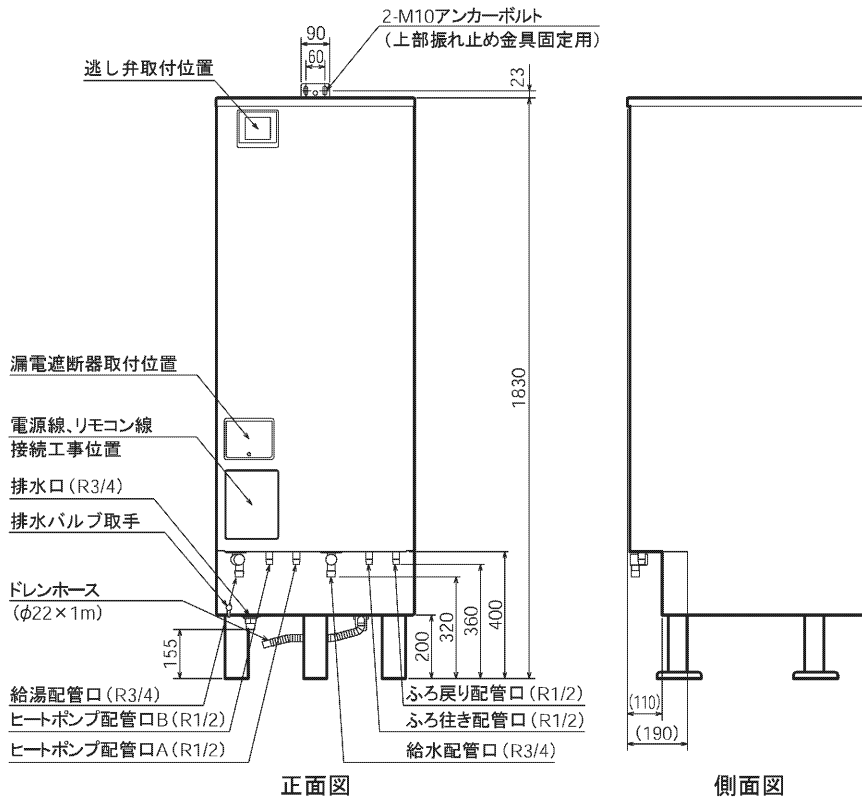 2-M10アンカーボルト
(上部振れ止め金具固定用)
90
60
23
逃し弁取付位置
1830
漏電遮断器取付位置
電源線、リモコン線
接続工事位置
排水口(R3/4)
排水バルブ取手
ドレンホース
(φ22×1m)
155
200
320
360
400
給湯配管口(R3/4)
ヒートポンプ配管口B(R1/2)
ヒートポンプ配管口A(R1/2)
ふろ戻り配管口(R1/2)
ふろ往き配管口(R1/2)
給水配管口(R3/4)
(110)
(190)
正面図
側面図